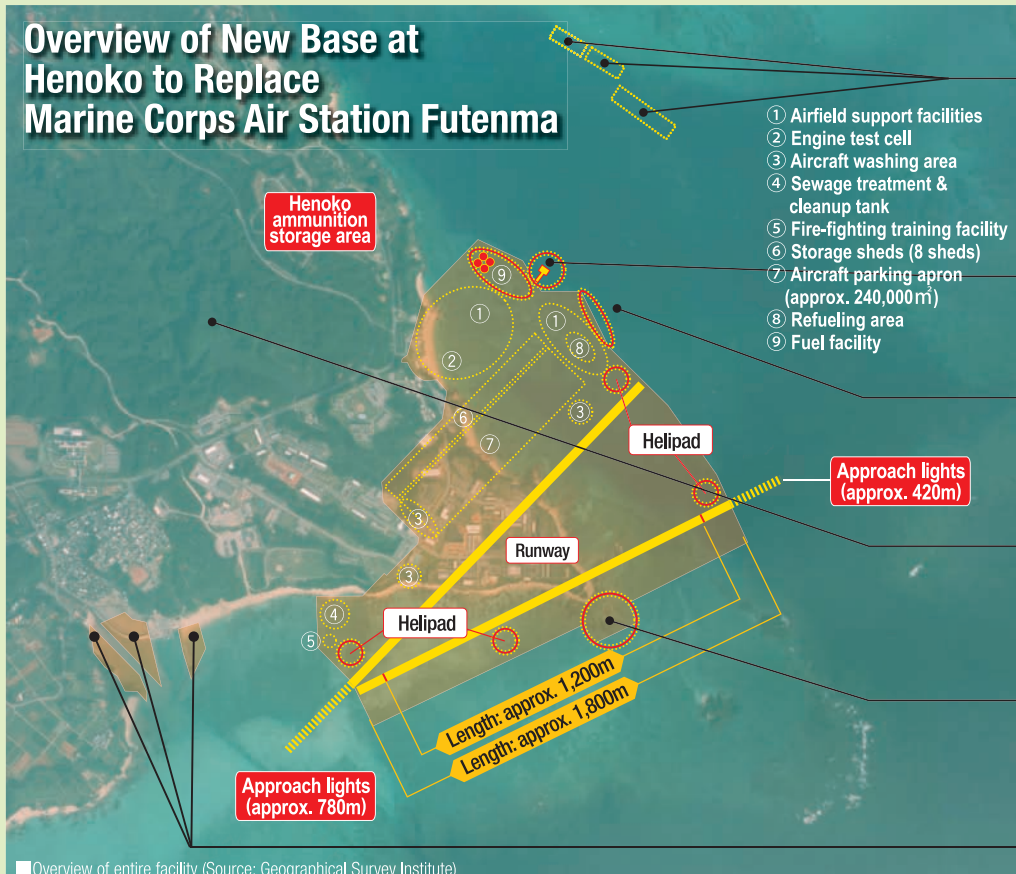 Overview of New Base at
Henoko to Replace
Marine Corps Air Station Futenma
① Airfield support facilities
② Engine test cell
③ Aircraft washing area
④ Sewage treatment &
cleanup tank
⑤ Fire-fighting training facility
⑥ Storage sheds (8 sheds)
⑦ Aircraft parking apron
(approx. 240,000㎡)
⑧ Refueling area
⑨ Fuel facility
Henoko
ammunition
storage area
⑨
①
①
②
⑧
③
⑥
⑦
Helipad
Approach lights
(approx. 420m)
③
Runway
③
④
⑤
Helipad
Length: approx. 1,200m
Length: approx. 1,800m
Approach lights
(approx. 780m)
Overview of entire facility (Source: Geographical Survey Institute)